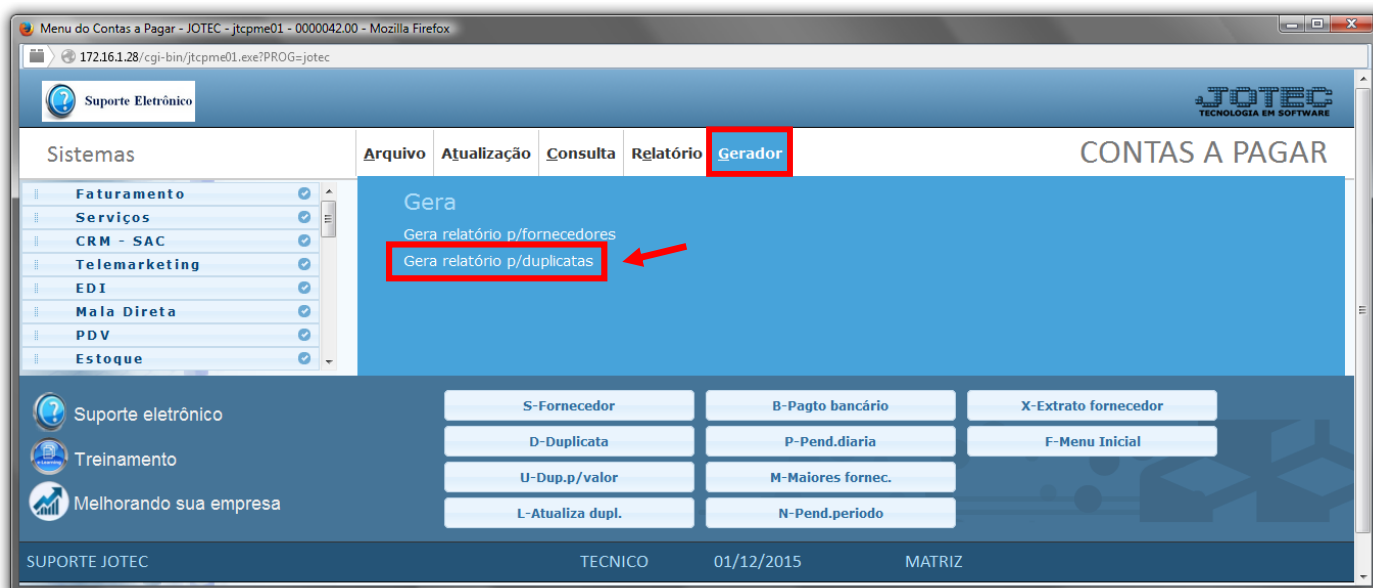 Menu do Contas a Pagar - JOTEC - jtcpme01 - 0000042.00 - Mozilla Firefox
172.16.1.28/cgi-bin/jtcpme01.exe?PROG=jotec
Suporte Eletrônico
JOTEC
TECNOLOGIA EM SOFTWARE
Sistemas
Arquivo Atualização Consulta Relatório Gerador
CONTAS A PAGAR
Faturamento
Serviços
CRM - SAC
Telemarketing
EDI
Mala Direta
PDV
Estoque
Gera
Gera relatório p/fornecedores
Gera relatório p/duplicatas
Suporte eletrônico
Treinamento
Melhorando sua empresa
S-Fornecedor B-Pagto bancário X-Extrato fornecedor
D-Duplicata P-Pend.diaria F-Menu Inicial
U-Dup.p/valor M-Maiores fornec.
L-Atualiza dupl. N-Pend.periodo
SUPORTE JOTEC TECNICO 01/12/2015 MATRIZ